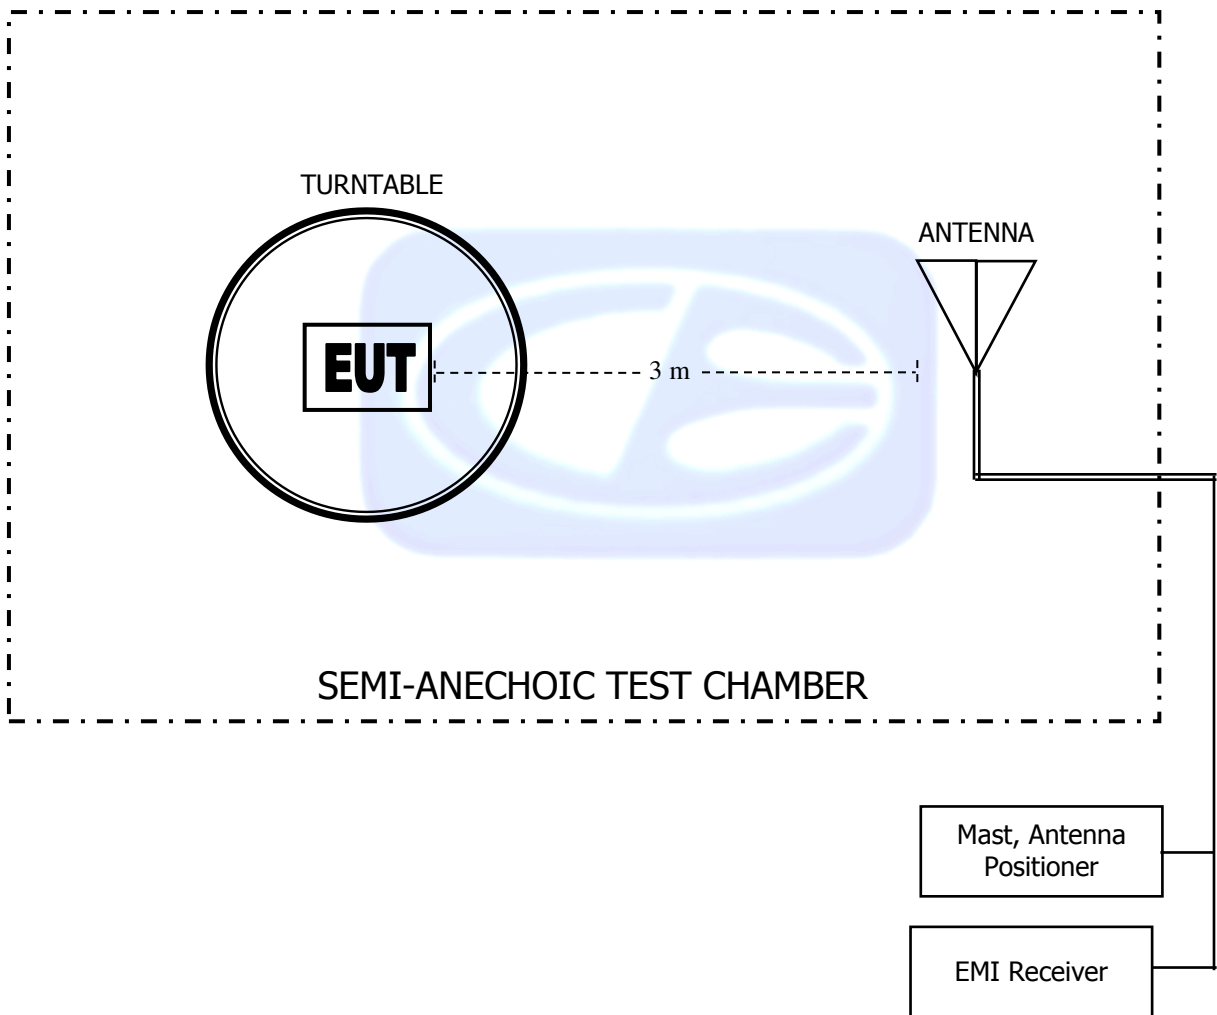 TURNTABLE
ANTENNA
EUT
3 m
SEMI-ANECHOIC TEST CHAMBER
Mast, Antenna
Positioner
EMI Receiver